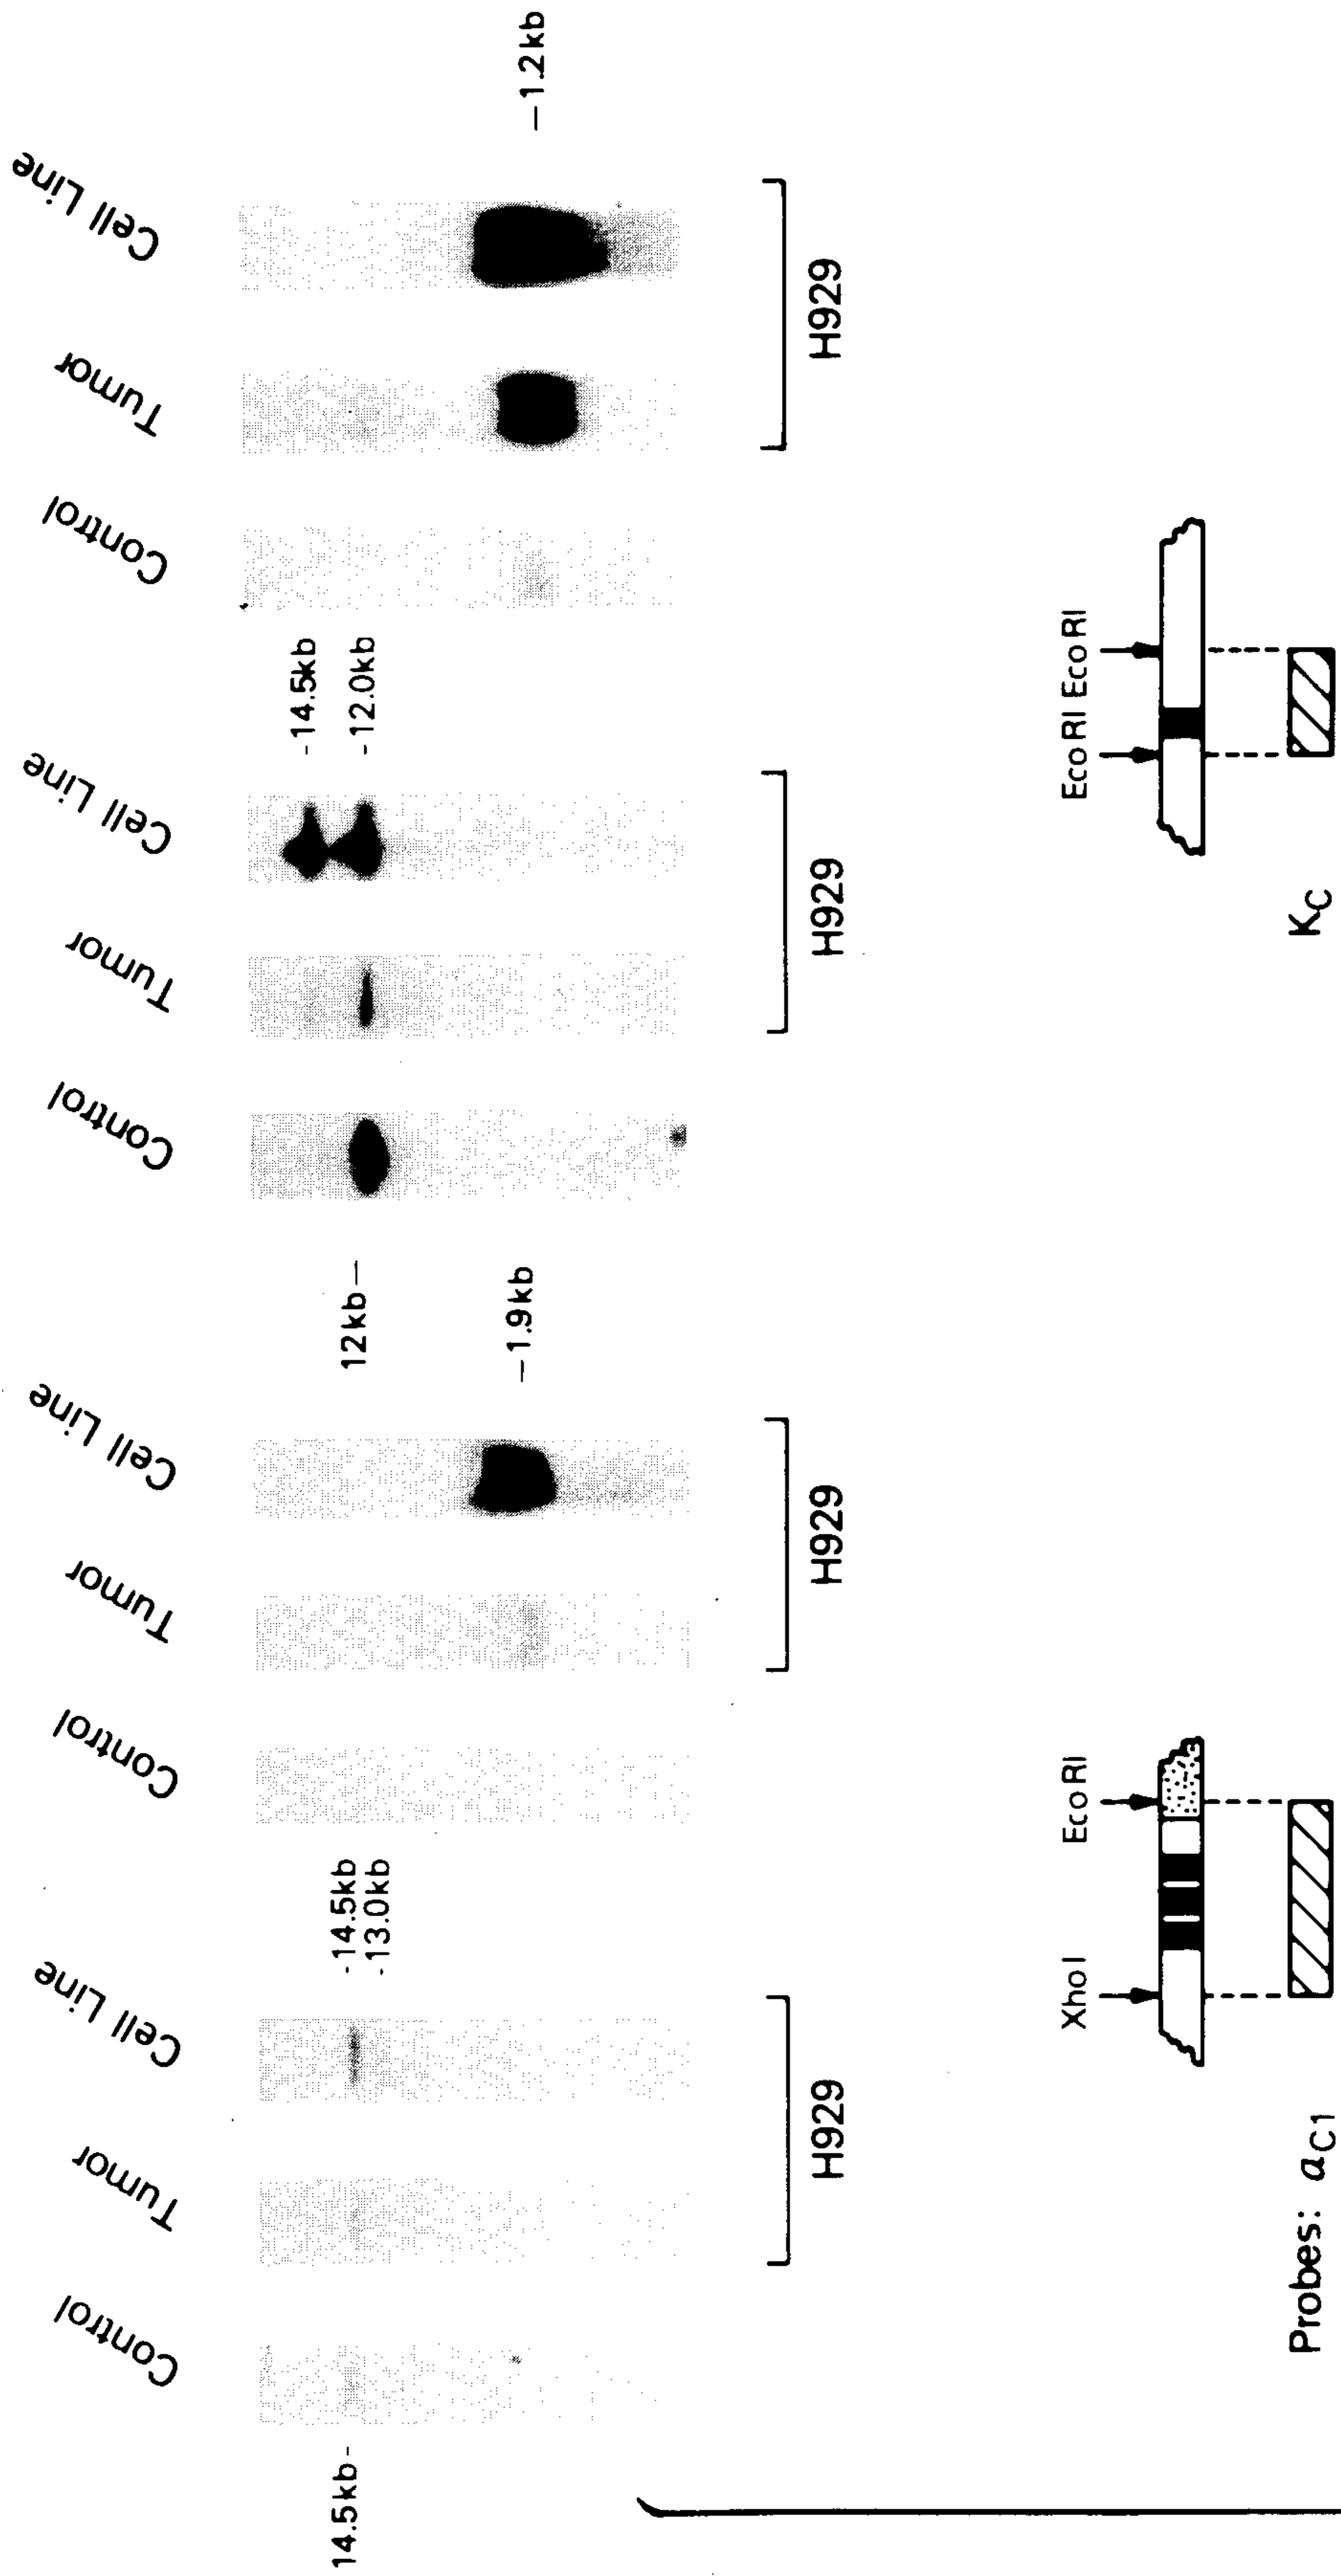 Control
Tumor
Cell Line
Control
Tumor
Cell Line
Control
Tumor
Cell Line
Control
Tumor
Cell Line
14.5kb-
-14.5kb
-13.0kb
12kb—
—1.9kb
-14.5kb
-12.0kb
—1.2kb
H929
H929
H929
H929
XhoI
EcoRI
EcoRI
EcoRI
Probes: αC1
KC